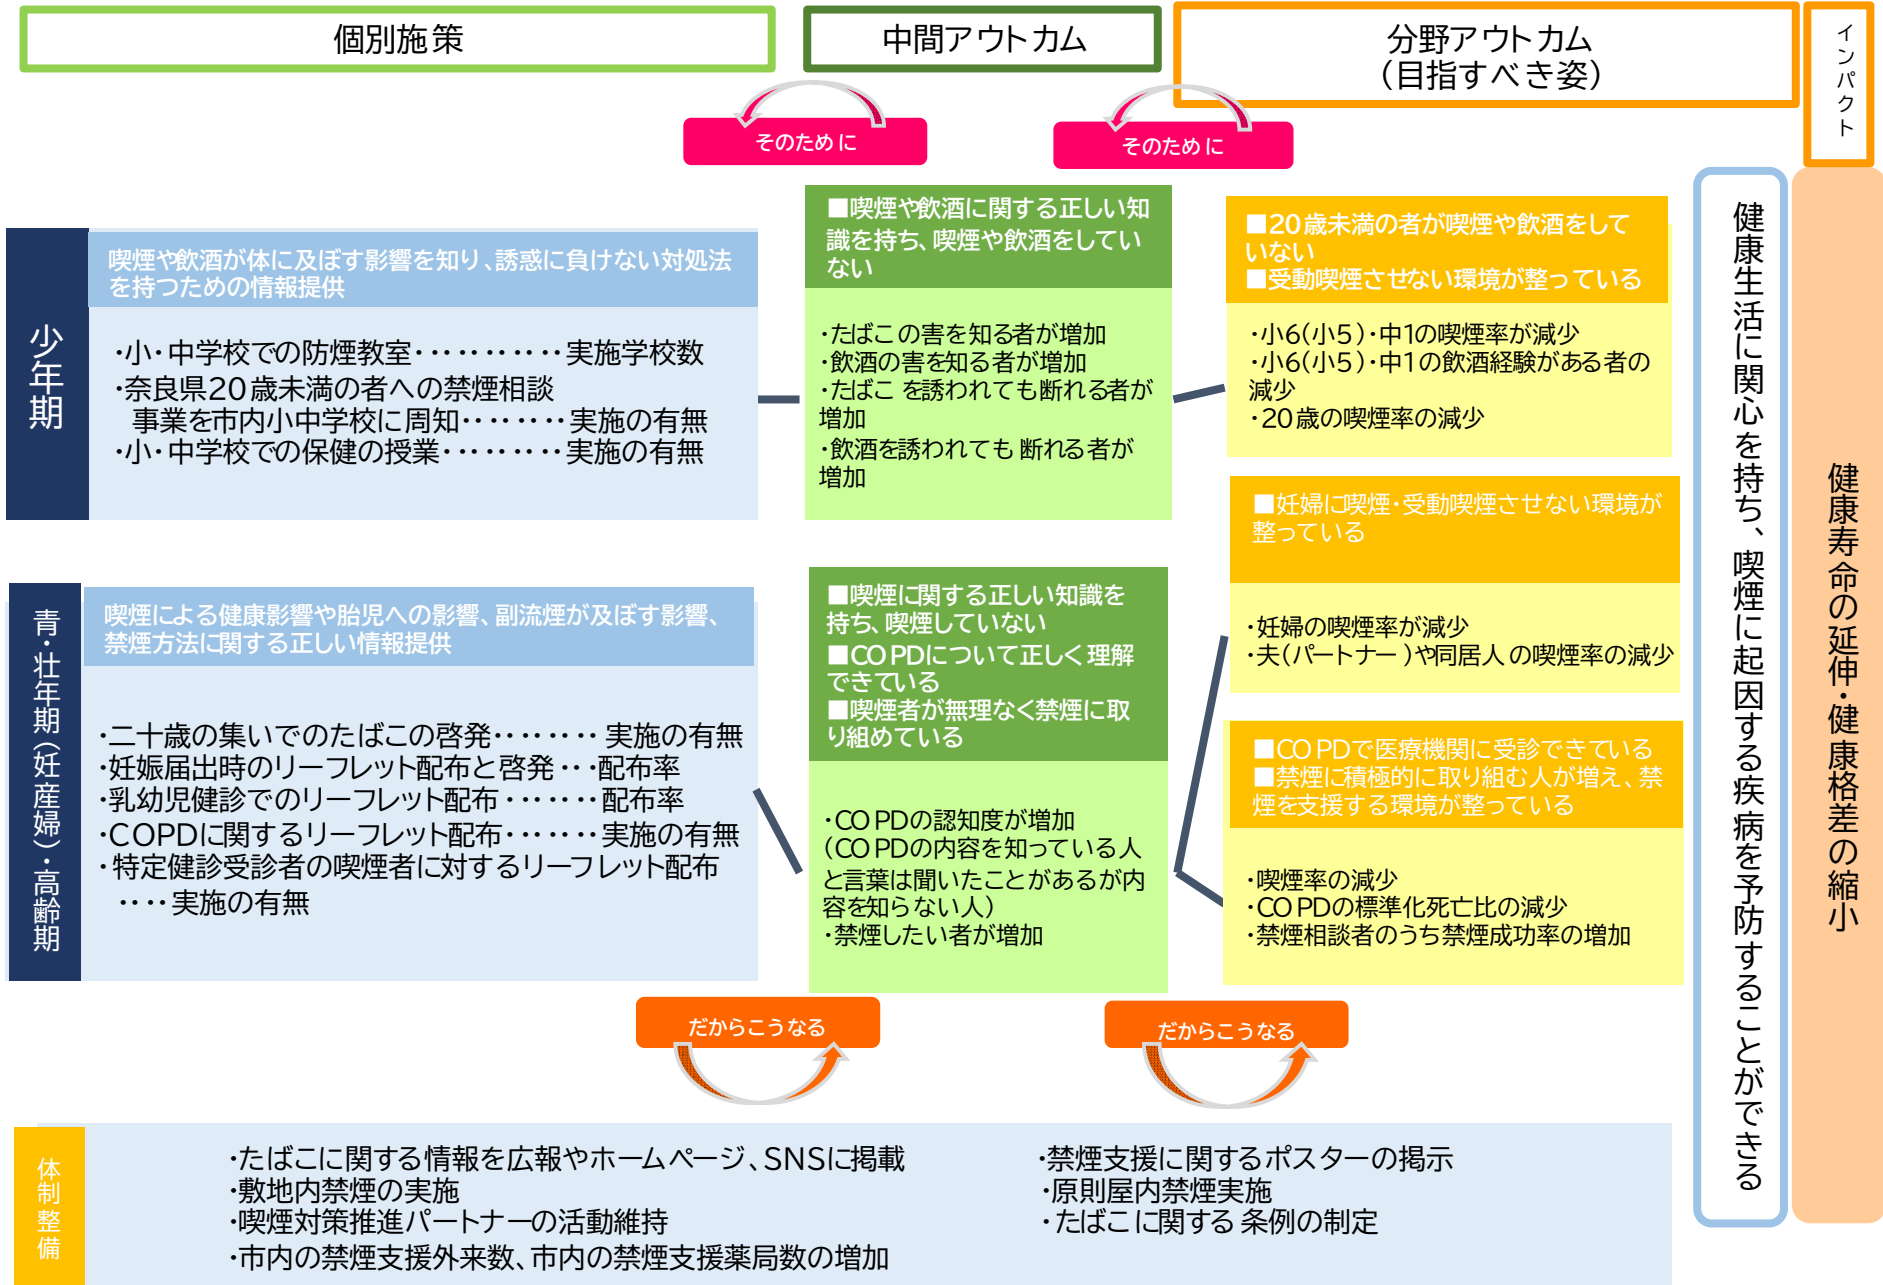 個別施策
中間アウトカム
分野アウトカム
（目指すべき姿）
インパクト
そのために
そのために
少年期
喫煙や飲酒が体に及ぼす影響を知り、誘惑に負けない対処法
を持つための情報提供
・小・中学校での防煙教室・・・・・・・・・・・実施学校数
・奈良県20歳未満の者への禁煙相談
事業を市内小中学校に周知・・・・・・・・実施の有無
・小・中学校での保健の授業・・・・・・・・・実施の有無
■喫煙や飲酒に関する正しい知
識を持ち、喫煙や飲酒をしてい
ない
・たばこの害を知る者が増加
・飲酒の害を知る者が増加
・たばこを誘われても断れる者が
増加
・飲酒を誘われても断れる者が
増加
■20歳未満の者が喫煙や飲酒をして
いない
■受動喫煙させない環境が整っている
・小6（小5）・中1の喫煙率が減少
・小6（小5）・中1の飲酒経験がある者の
減少
・20歳の喫煙率の減少
■妊婦に喫煙・受動喫煙させない環境が
整っている
・妊婦の喫煙率が減少
・夫（パートナー）や同居人の喫煙率の減少
青・壮年期（妊産婦）・高齢期
喫煙による健康影響や胎児への影響、副流煙が及ぼす影響、
禁煙方法に関する正しい情報提供
・二十歳の集いでのたばこの啓発・・・・・・・・実施の有無
・妊娠届出時のリーフレット配布と啓発・・・配布率
・乳幼児健診でのリーフレット配布・・・・・・・配布率
・COPDに関するリーフレット配布・・・・・・・実施の有無
・特定健診受診者の喫煙者に対するリーフレット配布
・・・・実施の有無
■喫煙に関する正しい知識を
持ち、喫煙していない
■COPDについて正しく理解
できている
■喫煙者が無理なく禁煙に取
り組めている
・COPDの認知度が増加
（COPDの内容を知っている人
と言葉は聞いたことがあるが内
容を知らない人）
・禁煙したい者が増加
■COPDで医療機関に受診できている
■禁煙に積極的に取り組む人が増え、禁
煙を支援する環境が整っている
・喫煙率の減少
・COPDの標準化死亡比の減少
・禁煙相談者のうち禁煙成功率の増加
健康生活に関心を持ち、喫煙に起因する疾病を予防することができる
健康寿命の延伸・健康格差の縮小
だからこうなる
だからこうなる
体制整備
・たばこに関する情報を広報やホームページ、SNSに掲載
・敷地内禁煙の実施
・喫煙対策推進パートナーの活動維持
・市内の禁煙支援外来数、市内の禁煙支援薬局数の増加
・禁煙支援に関するポスターの掲示
・原則屋内禁煙実施
・たばこに関する条例の制定